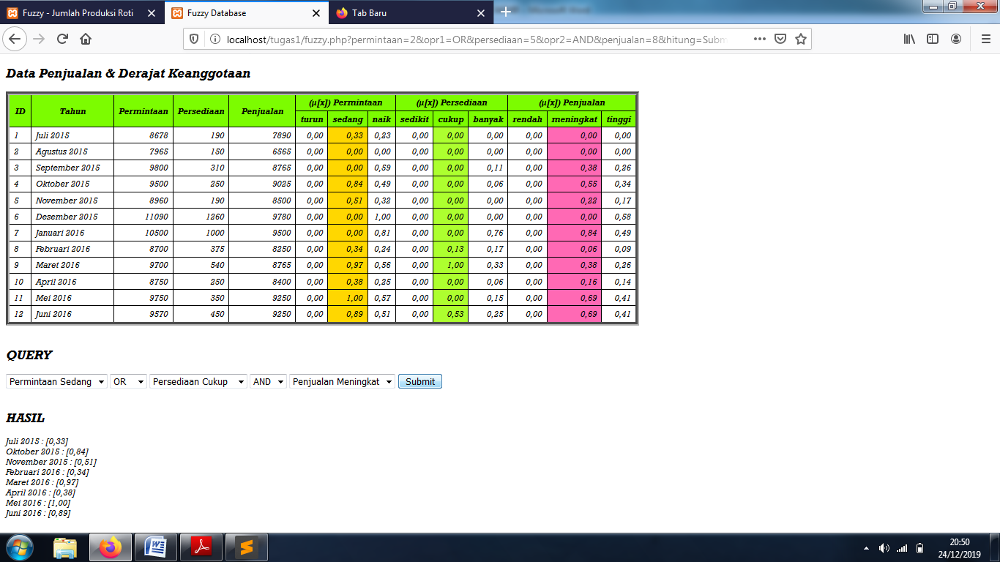 Fuzzy - Jumlah Produksi Roti
Fuzzy Database
Tab Baru
localhost/tugas1/fuzzy.php?permintaan=2&opr1=OR&persediaan=5&opr2=AND&penjualan=8&hitung=Subm
Data Penjualan & Derajat Keanggotaan
ID Tahun Permintaan Persediaan Penjualan (µ[x]) Permintaan (µ[x]) Persediaan (µ[x]) Penjualan
turun sedang naik sedikit cukup banyak rendah meningkat tinggi
1 Juli 2015 8678 190 7890 0,00 0,33 0,23 0,00 0,00 0,00 0,00 0,00 0,00
2 Agustus 2015 7965 150 6565 0,00 0,00 0,00 0,00 0,00 0,00 0,00 0,00 0,00
3 September 2015 9800 310 8765 0,00 0,00 0,59 0,00 0,00 0,11 0,00 0,38 0,26
4 Oktober 2015 9500 250 9025 0,00 0,84 0,49 0,00 0,00 0,06 0,00 0,55 0,34
5 November 2015 8960 190 8500 0,00 0,51 0,32 0,00 0,00 0,00 0,00 0,22 0,17
6 Desember 2015 11090 1260 9780 0,00 0,00 1,00 0,00 0,00 0,00 0,00 0,00 0,58
7 Januari 2016 10500 1000 9500 0,00 0,00 0,81 0,00 0,00 0,76 0,00 0,84 0,49
8 Februari 2016 8700 375 8250 0,00 0,34 0,24 0,00 0,13 0,17 0,00 0,06 0,09
9 Maret 2016 9700 540 8765 0,00 0,97 0,56 0,00 1,00 0,33 0,00 0,38 0,26
10 April 2016 8750 250 8400 0,00 0,38 0,25 0,00 0,00 0,06 0,00 0,16 0,14
11 Mei 2016 9750 350 9250 0,00 1,00 0,57 0,00 0,00 0,15 0,00 0,69 0,41
12 Juni 2016 9570 450 9250 0,00 0,89 0,51 0,00 0,53 0,25 0,00 0,69 0,41
QUERY
Permintaan Sedang OR Persediaan Cukup AND Penjualan Meningkat Submit
HASIL
Juli 2015 : [0,33]
Oktober 2015 : [0,84]
November 2015 : [0,51]
Februari 2016 : [0,34]
Maret 2016 : [0,97]
April 2016 : [0,38]
Mei 2016 : [1,00]
Juni 2016 : [0,89]
20:50
24/12/2019